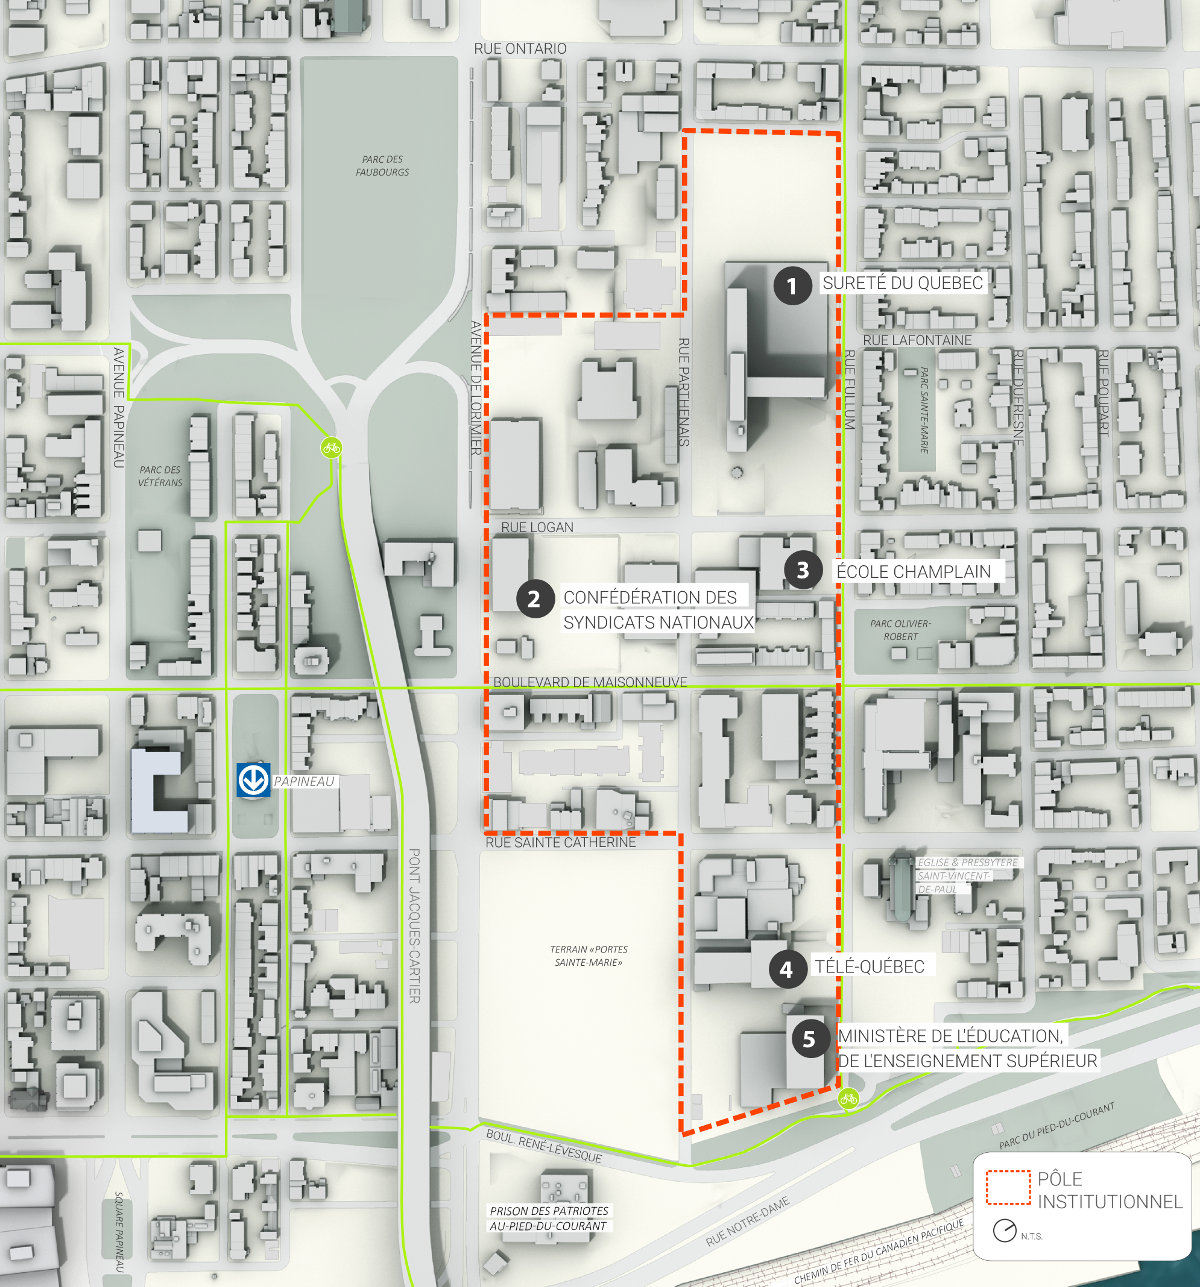 RUE ONTARIO
PARC DES
FAUBOURGS
1
SURETÉ DU QUEBEC
AVENUE PAPINEAU
AVENUE DE LORIMIER
RUE PARTHENAIS
RUE FULLUM
RUE LAFONTAINE
PARC SAINTE-MARIE
RUE DUFRESNE
RUE POUPART
PARC DES
VÉTÉRANS
RUE LOGAN
2
CONFÉDÉRATION DES
SYNDICATS NATIONAUX
3
ÉCOLE CHAMPLAIN
PARC OLIVIER-
ROBERT
BOULEVARD DE MAISONNEUVE
PAPINEAU
RUE SAINTE CATHERINE
PONT JACQUES-CARTIER
EGLISE & PRESBYTERE
SAINT-VINCENT-
DE-PAUL
TERRAIN «PORTES
SAINTE-MARIE»
4
TÉLÉ-QUÉBEC
5
MINISTÈRE DE L'ÉDUCATION,
DE L'ENSEIGNEMENT SUPÉRIEUR
BOUL. RENÉ-LÉVESQUE
PARC DU PIED-DU-COURANT
SQUARE PAPINEAU
PRISON DES PATRIOTES
AU-PIED-DU-COURANT
RUE NOTRE-DAME
CHEMIN DE FER DU CANADIEN PACIFIQUE
PÔLE
INSTITUTIONNEL
N.T.S.